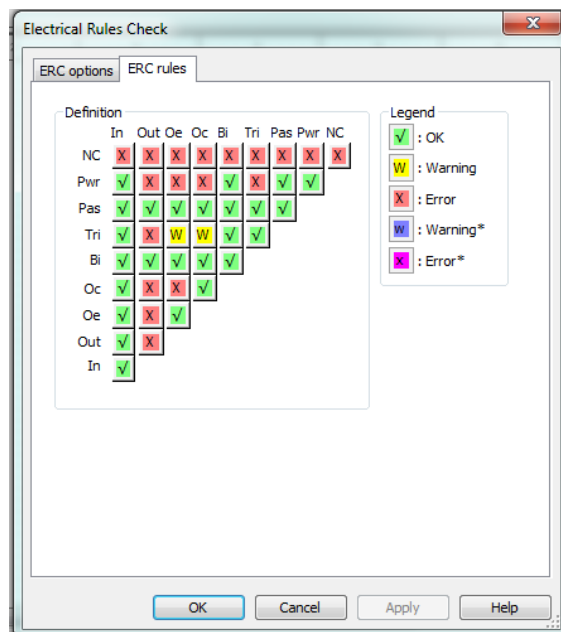 Electrical Rules Check
X
ERC options ERC rules
Definition
In Out Oe Oc Bi Tri Pas Pwr NC
NC X X X X X X X X X
Pwr √ X X X √ X √ √
Pas √ √ √ √ √ √ √
Tri √ X W W √ √
Bi √ √ √ √ √
Oc √ X X √
Oe √ X √
Out √ X
In √
Legend
√ : OK
W : Warning
X : Error
W : Warning*
X : Error*
OK Cancel Apply Help